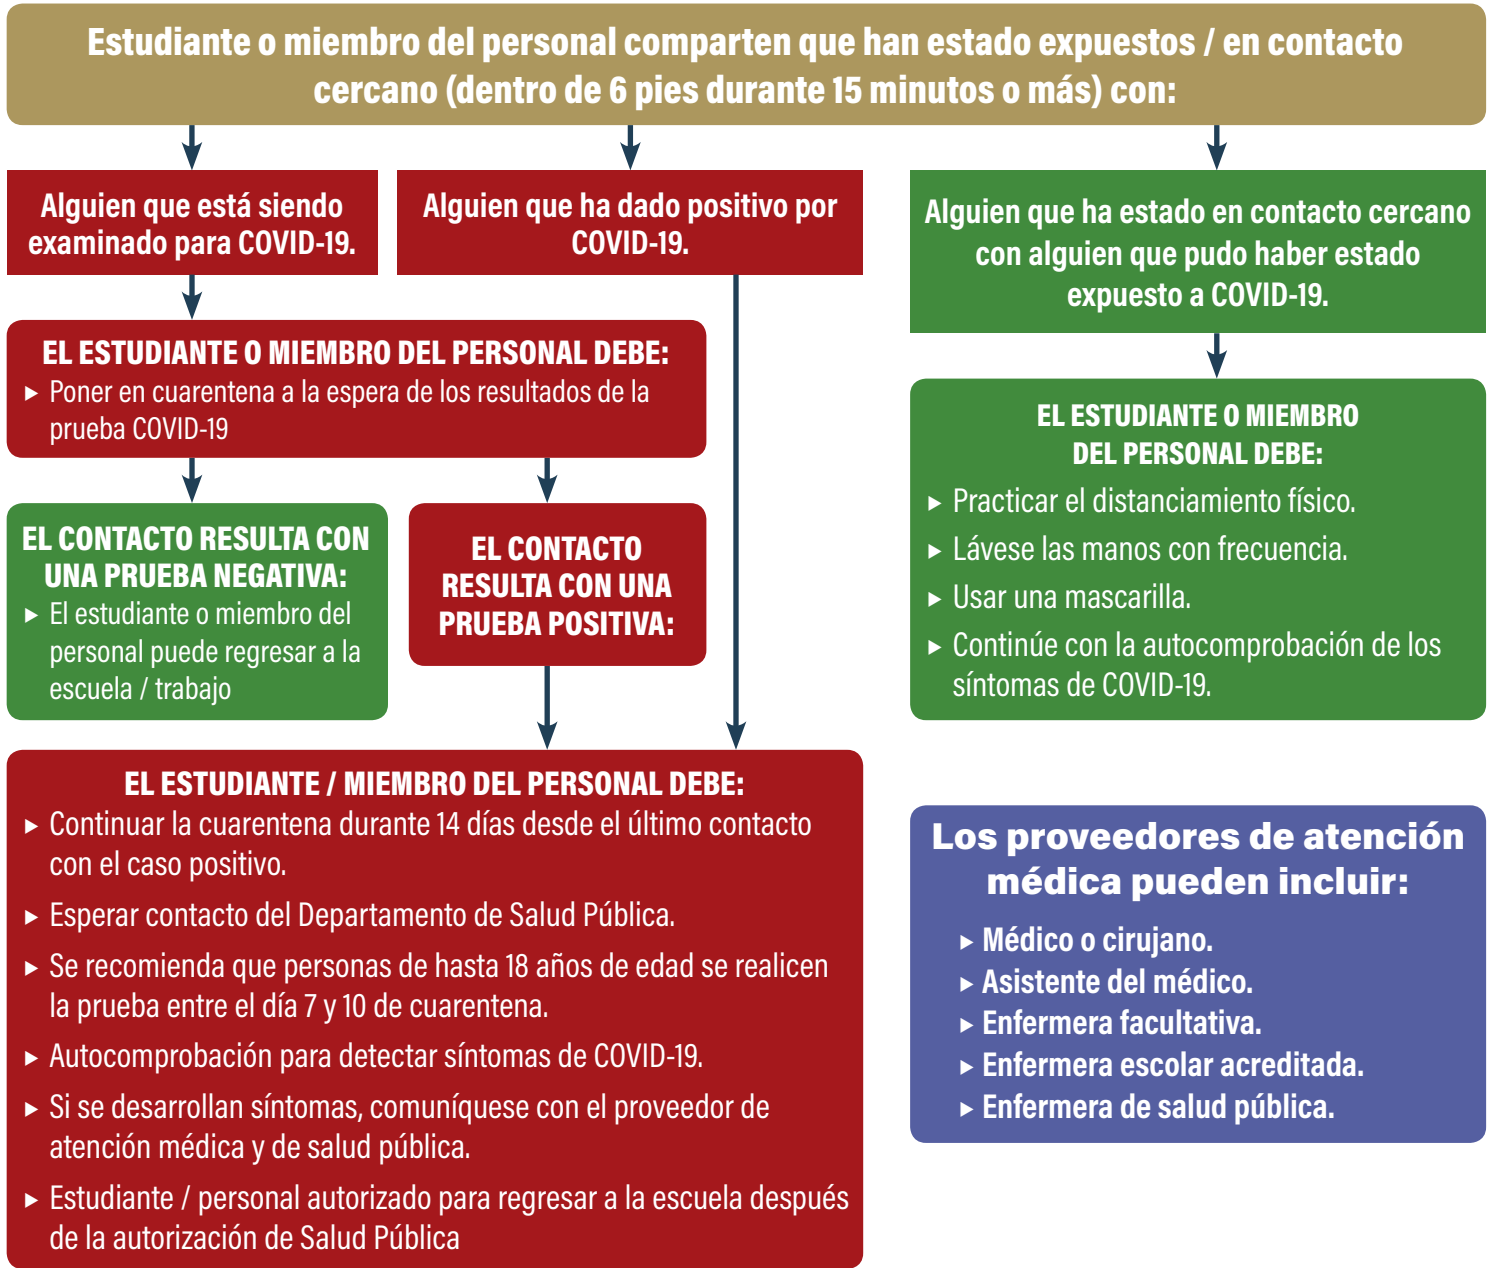 Estudiante o miembro del personal comparten que han estado expuestos / en contacto
cercano (dentro de 6 pies durante 15 minutos o más) con:
Alguien que está siendo
examinado para COVID-19.
Alguien que ha dado positivo por
COVID-19.
Alguien que ha estado en contacto cercano
con alguien que pudo haber estado
expuesto a COVID-19.
EL ESTUDIANTE O MIEMBRO DEL PERSONAL DEBE:
▸ Poner en cuarentena a la espera de los resultados de la
prueba COVID-19
EL CONTACTO RESULTA CON
UNA PRUEBA NEGATIVA:
▸ El estudiante o miembro del
personal puede regresar a la
escuela / trabajo
EL CONTACTO
RESULTA CON UNA
PRUEBA POSITIVA:
EL ESTUDIANTE O MIEMBRO
DEL PERSONAL DEBE:
▸ Practicar el distanciamiento físico.
▸ Lávese las manos con frecuencia.
▸ Usar una mascarilla.
▸ Continúe con la autocomprobación de los
síntomas de COVID-19.
EL ESTUDIANTE / MIEMBRO DEL PERSONAL DEBE:
▸ Continuar la cuarentena durante 14 días desde el último contacto
con el caso positivo.
▸ Esperar contacto del Departamento de Salud Pública.
▸ Se recomienda que personas de hasta 18 años de edad se realicen
la prueba entre el día 7 y 10 de cuarentena.
▸ Autocomprobación para detectar síntomas de COVID-19.
▸ Si se desarrollan síntomas, comuníquese con el proveedor de
atención médica y de salud pública.
▸ Estudiante / personal autorizado para regresar a la escuela después
de la autorización de Salud Pública
Los proveedores de atención
médica pueden incluir:
▸ Médico o cirujano.
▸ Asistente del médico.
▸ Enfermera facultativa.
▸ Enfermera escolar acreditada.
▸ Enfermera de salud pública.